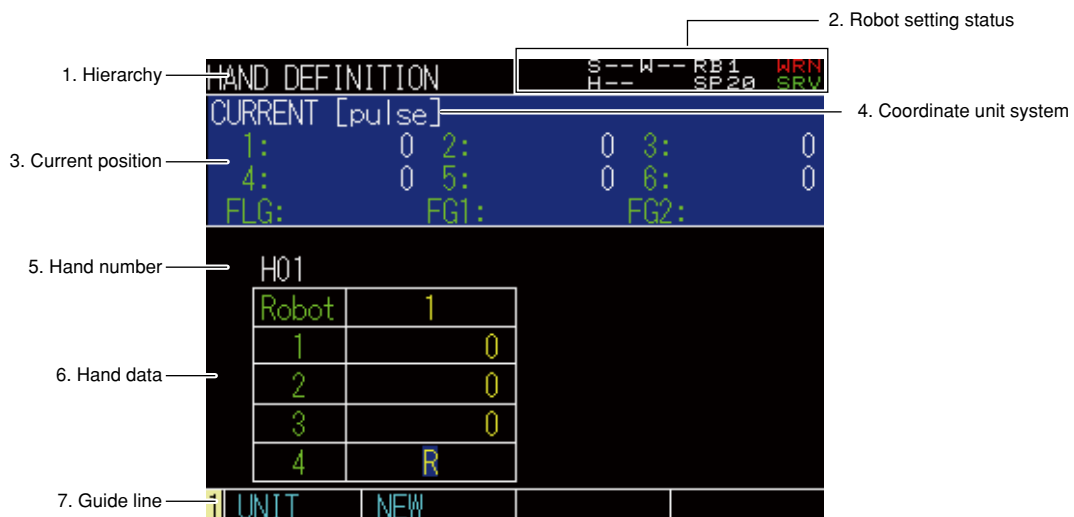 2. Robot setting status
1. Hierarchy
HAND DEFINITION
S--W--RB1 WRN
H-- SP20 SRV
CURRENT [pulse]
4. Coordinate unit system
3. Current position
1: 0 2: 0 3: 0
4: 0 5: 0 6: 0
FLG: FG1: FG2:
5. Hand number
H01
Robot 1
1 0
6. Hand data
2 0
3 0
4 R
7. Guide line
1 UNIT NEW